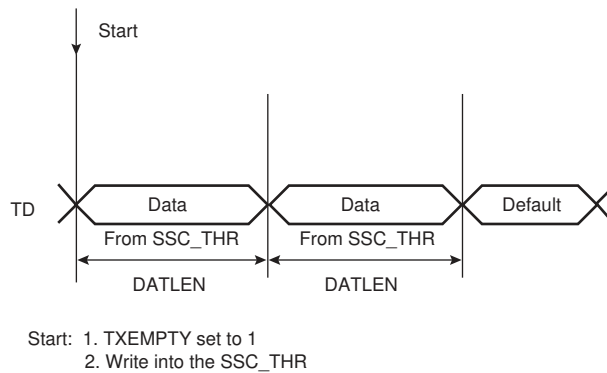 Start
TD
Data
Data
Default
From SSC_THR
From SSC_THR
DATLEN
DATLEN
Start: 1. TXEMPTY set to 1
2. Write into the SSC_THR